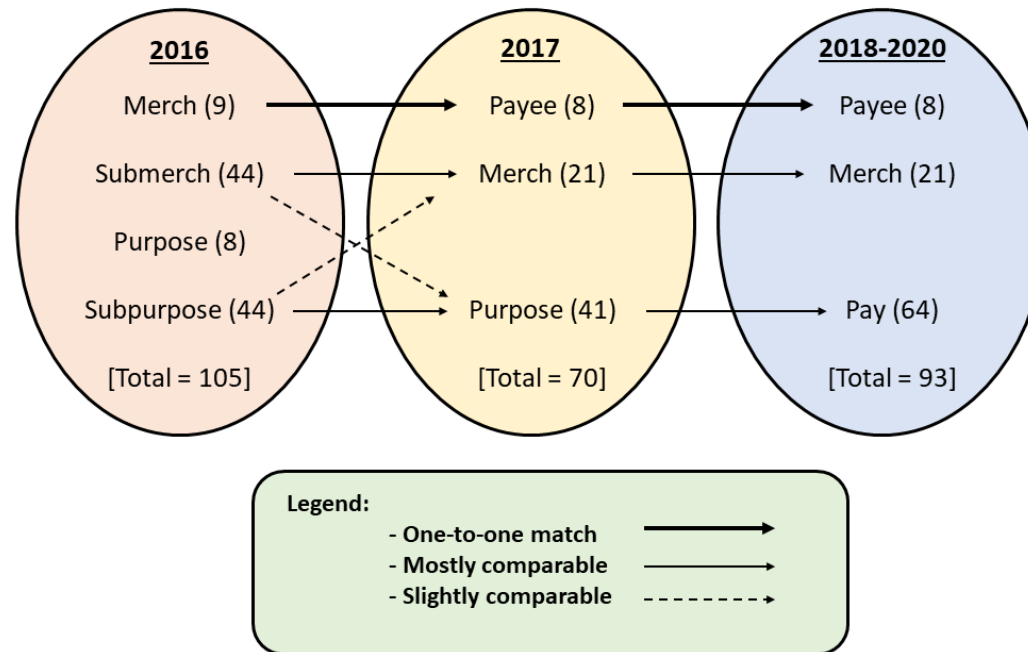 2016
Merch (9)
Submerch (44)
Purpose (8)
Subpurpose (44)
[Total = 105]
2017
Payee (8)
Merch (21)
Purpose (41)
[Total = 70]
2018-2020
Payee (8)
Merch (21)
Pay (64)
[Total = 93]
Legend:
- One-to-one match
- Mostly comparable
- Slightly comparable